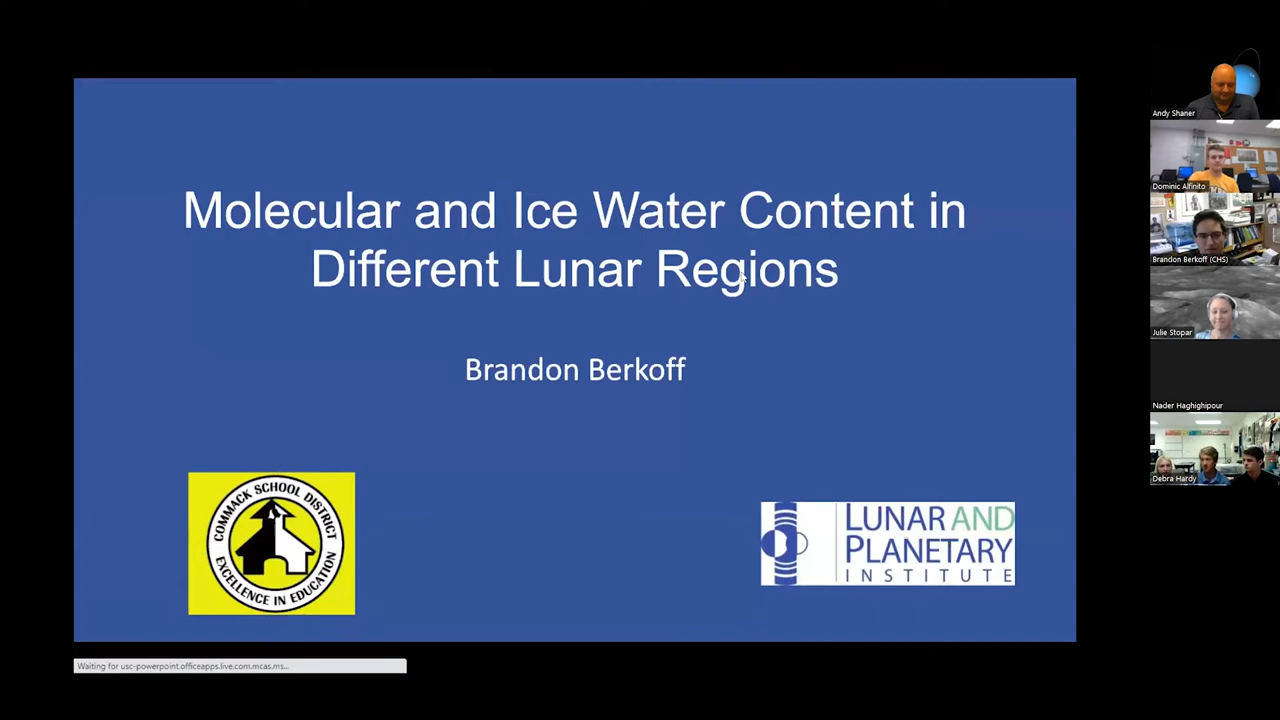 Molecular and Ice Water Content in
Different Lunar Regions
Brandon Berkoff
COMMACK SCHOOL DISTRICT
EXCELLENCE IN EDUCATION
LUNAR AND
PLANETARY
INSTITUTE
Waiting for usc-powerpoint.officeapps.live.com.mcas.ms...
Andy Shaner
Dominic Alfinito
Brandon Berkoff (CHS)
Julie Stopar
Nader Haghighipour
Debra Hardy